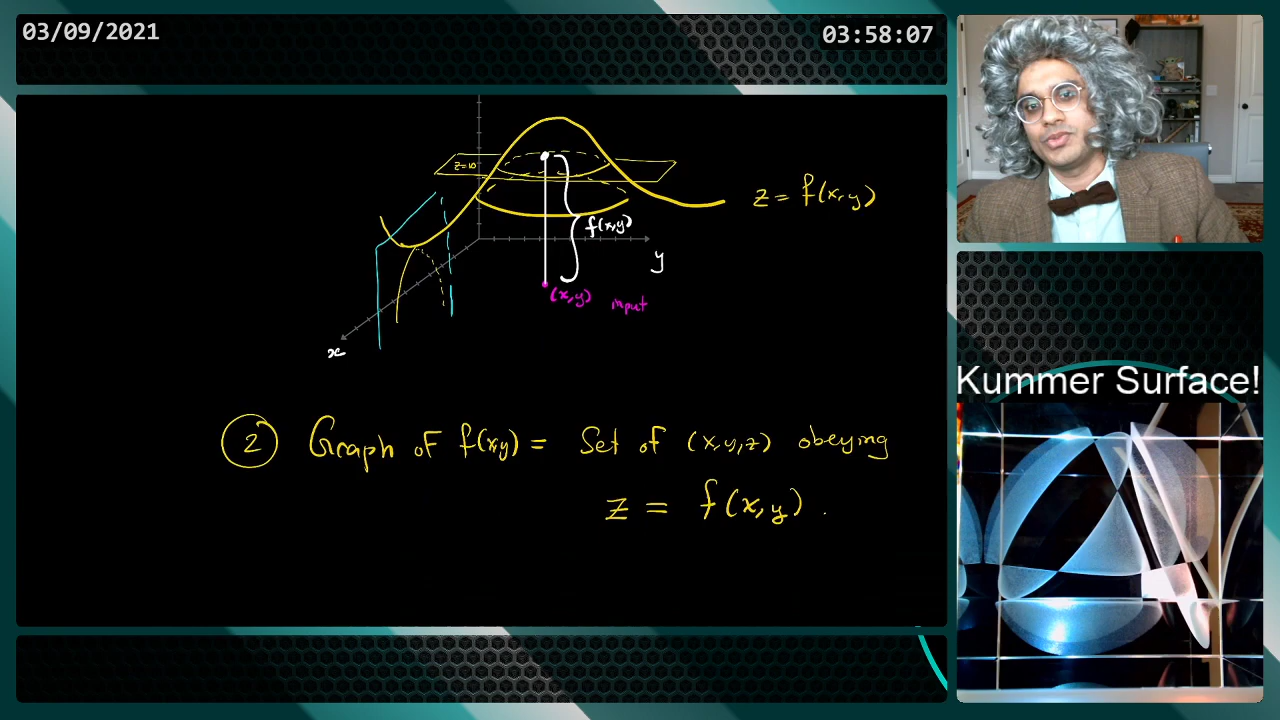 03/09/2021
03:58:07
z=10
z = f(x,y)
f(x,y)
y
(x,y) input
x
Kummer Surface!
2 Graph of f(x,y) = Set of (x,y,z) obeying
z = f(x,y).